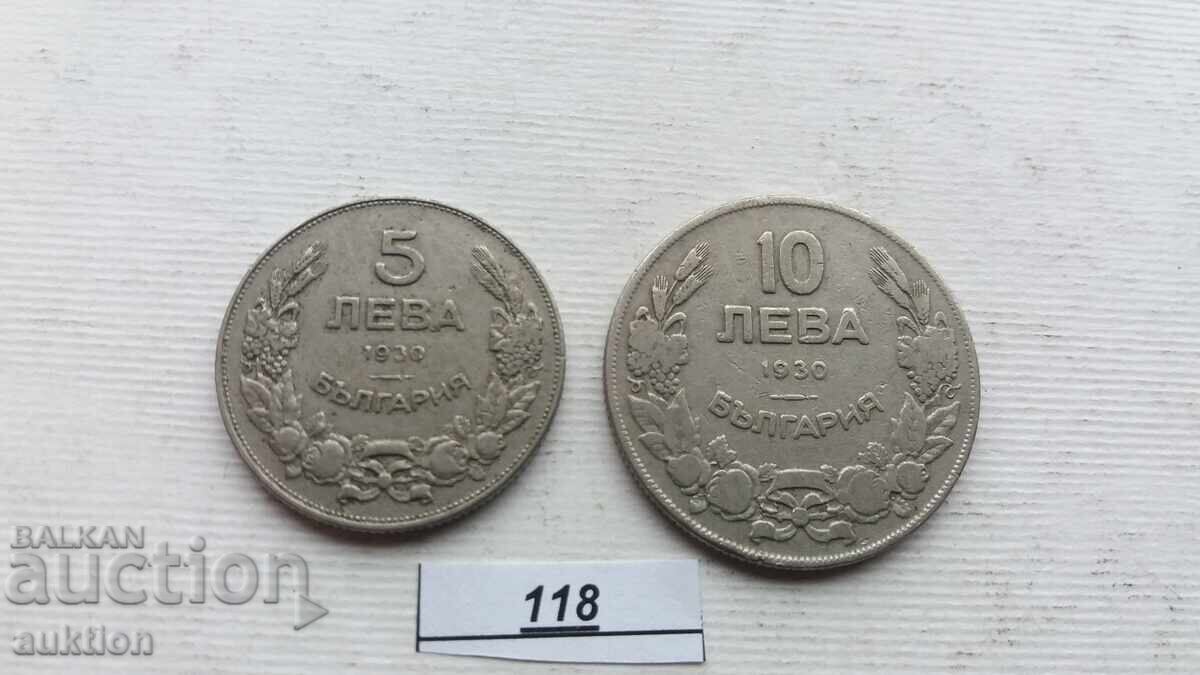 5
ЛЕВА
1930
БЪЛГАРИЯ
10
ЛЕВА
1930
БЪЛГАРИЯ
118
BALKAN
auction
auktion